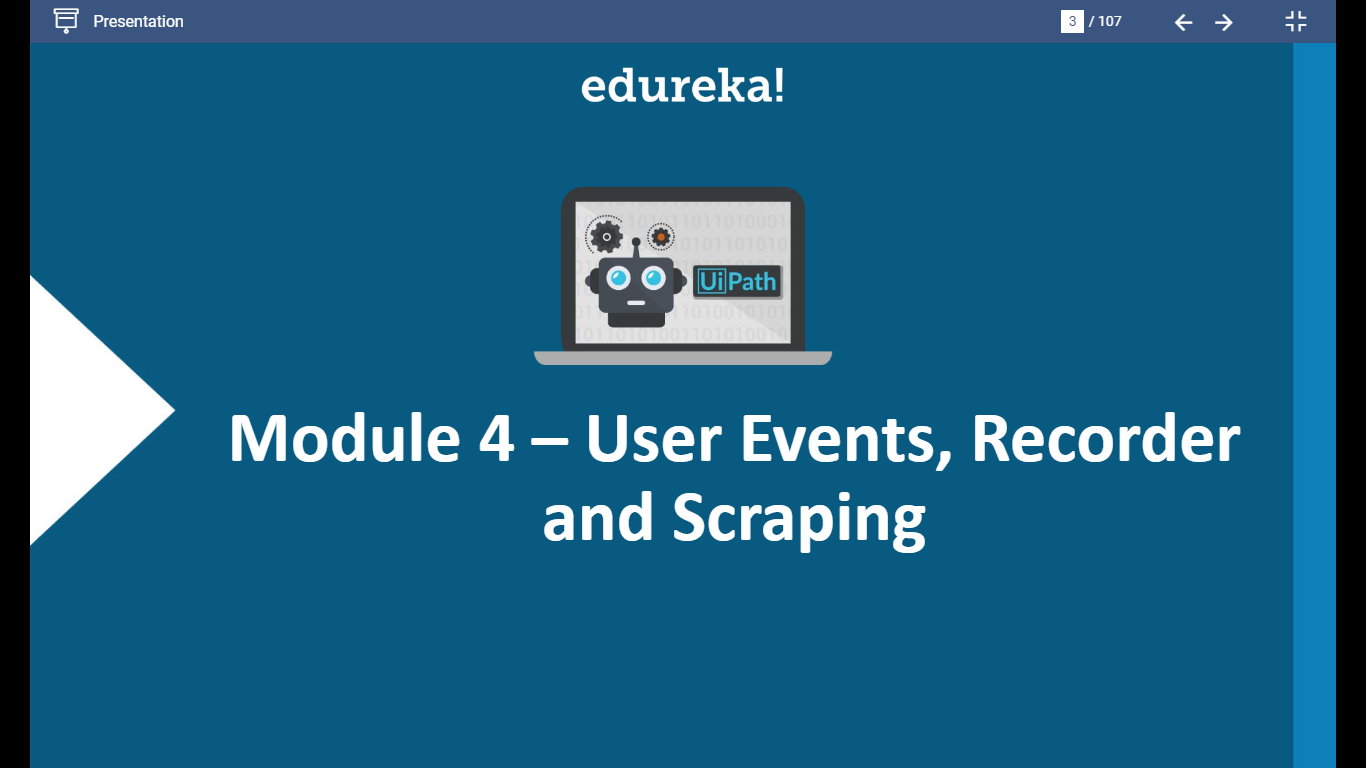 Presentation
3 / 107
edureka!
UiPath
Module 4 – User Events, Recorder
and Scraping